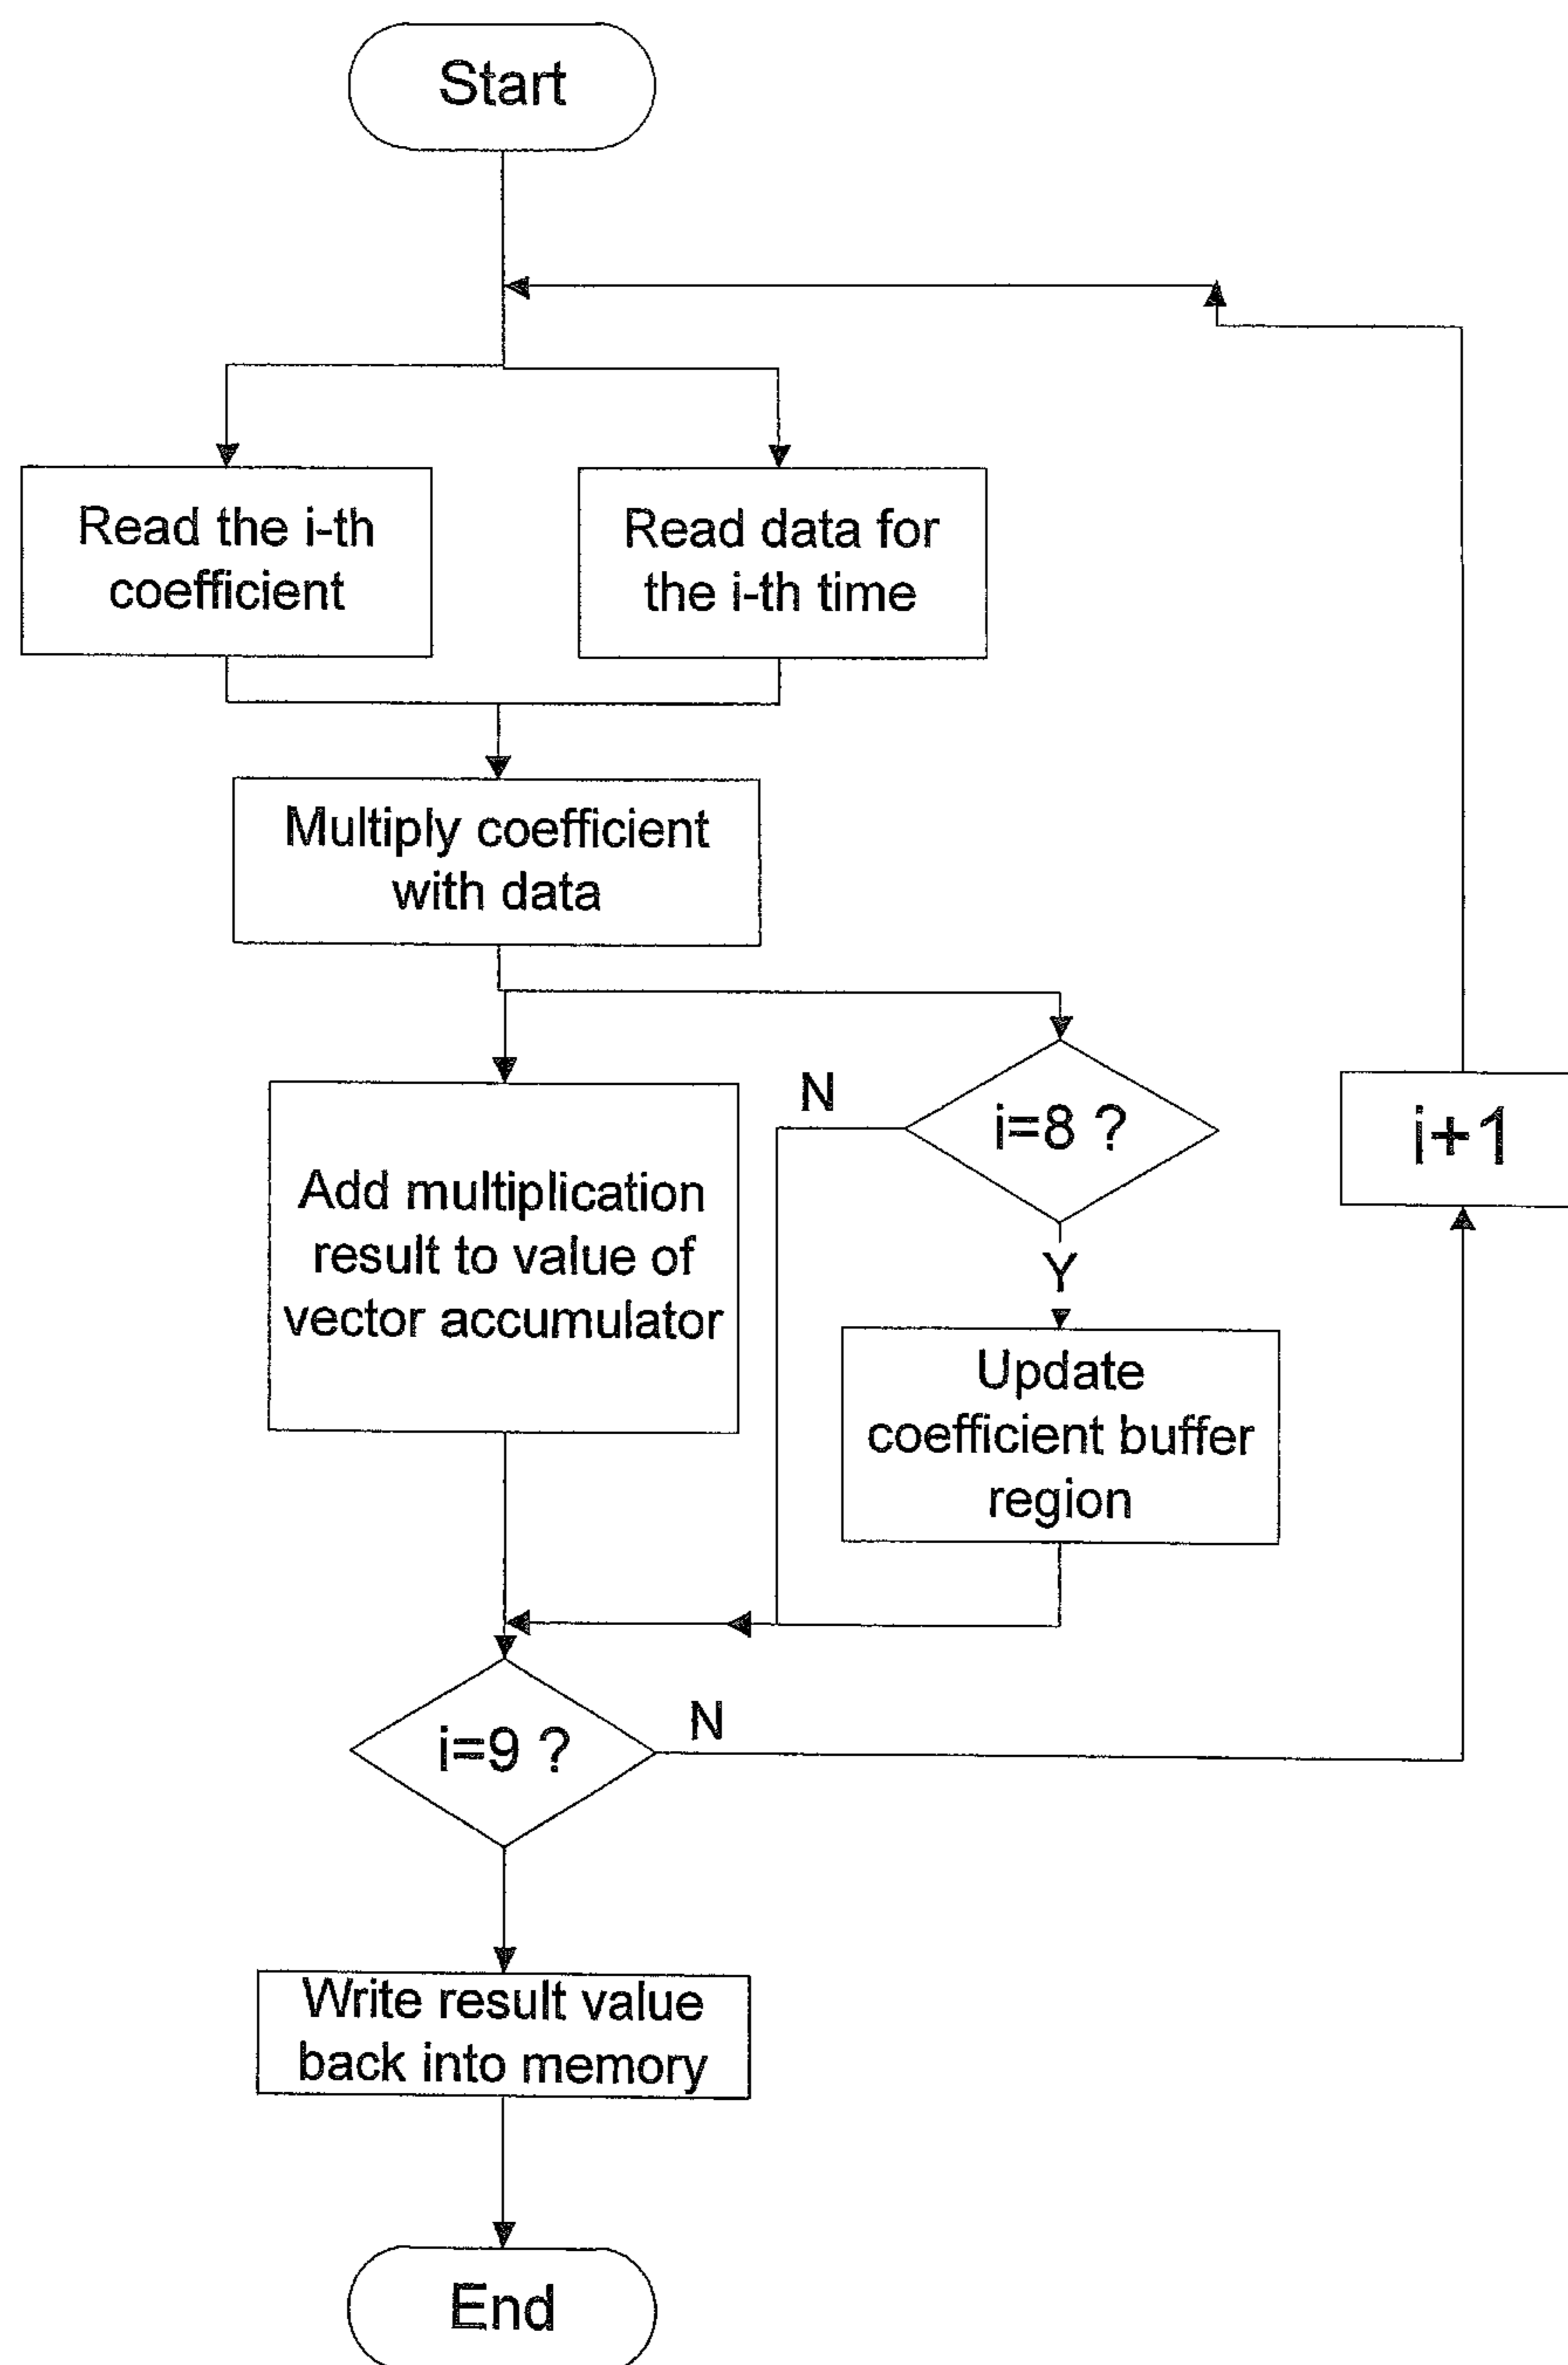 Start
Read the i-th
coefficient
Read data for
the i-th time
Multiply coefficient
with data
Add multiplication
result to value of
vector accumulator
N
i=8 ?
Y
i+1
Update
coefficient buffer
region
i=9 ?
N
Write result value
back into memory
End